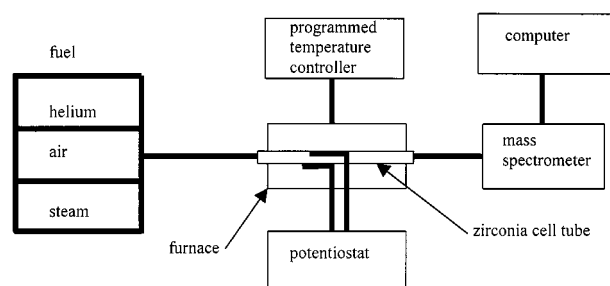 fuel
helium
air
steam
programmed
temperature
controller
computer
mass
spectrometer
furnace
potentiostat
zirconia cell tube